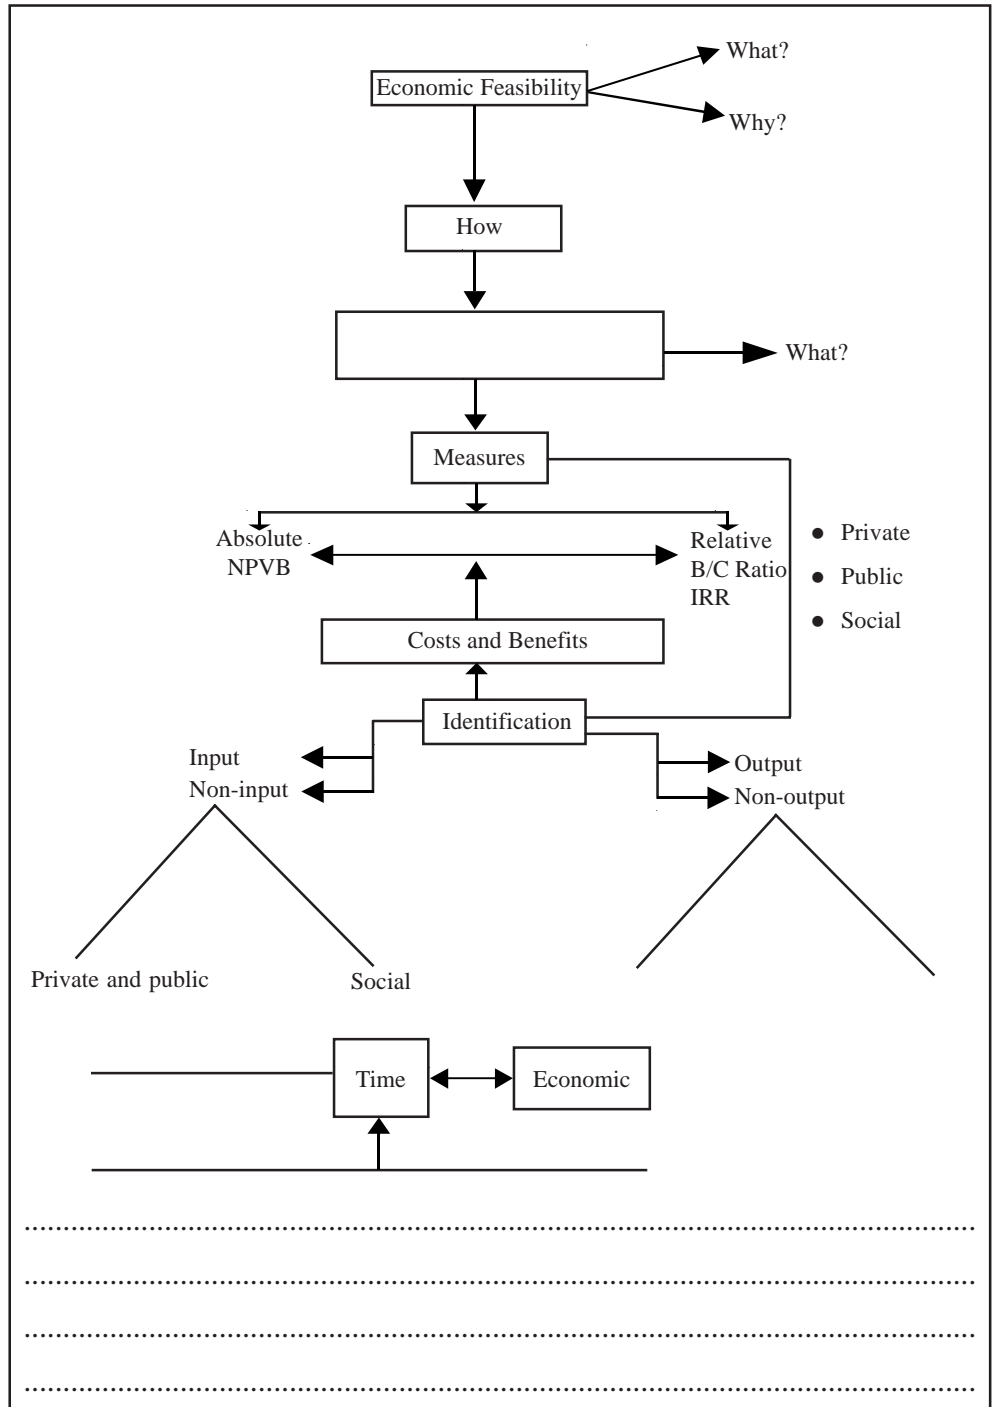 What?
Economic Feasibility
Why?
How
What?
Measures
Absolute
NPVB
Relative
B/C Ratio
IRR
● Private
● Public
● Social
Costs and Benefits
Identification
Input
Non-input
Output
Non-output
Private and public
Social
Time
Economic